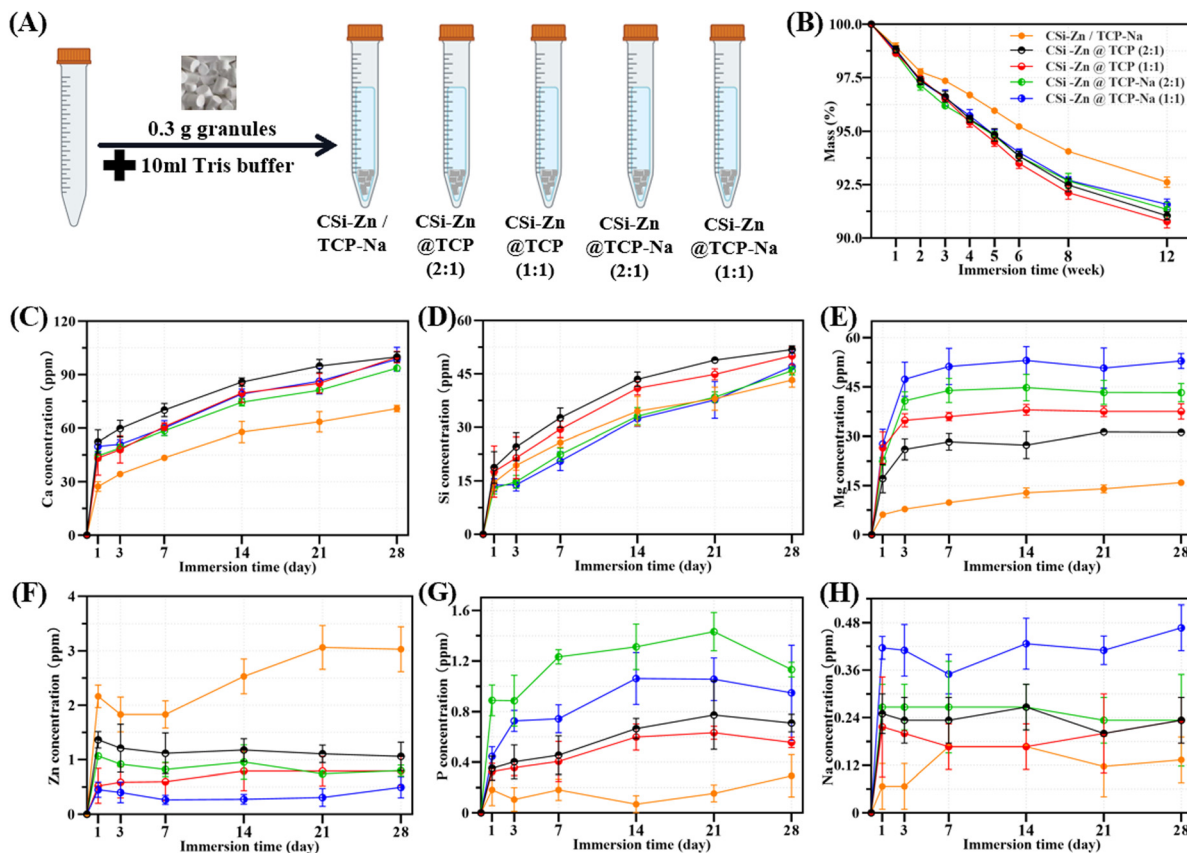 (A)
0.3 g granules
10ml Tris buffer
CSi-Zn /
TCP-Na
CSi-Zn
@TCP
(2:1)
CSi-Zn
@TCP
(1:1)
CSi-Zn
@TCP-Na
(2:1)
CSi-Zn
@TCP-Na
(1:1)
(B)
CSi-Zn / TCP-Na
CSi-Zn @ TCP (2:1)
CSi-Zn @ TCP (1:1)
CSi-Zn @ TCP-Na (2:1)
CSi-Zn @ TCP-Na (1:1)
Mass (%)
100.0
97.5
95.0
92.5
90.0
1 2 3 4 5 6 8 12
Immersion time (week)
(C)
Ca concentration (ppm)
120
90
60
30
0
1 3 7 14 21 28
Immersion time (day)
(D)
Si concentration (ppm)
60
45
30
15
0
1 3 7 14 21 28
Immersion time (day)
(E)
Mg concentration (ppm)
60
45
30
15
0
1 3 7 14 21 28
Immersion time (day)
(F)
Zn concentration (ppm)
4
3
2
1
0
1 3 7 14 21 28
Immersion time (day)
(G)
P concentration (ppm)
1.6
1.2
0.8
0.4
0
1 3 7 14 21 28
Immersion time (day)
(H)
Na concentration (ppm)
0.48
0.36
0.24
0.12
0
1 3 7 14 21 28
Immersion time (day)